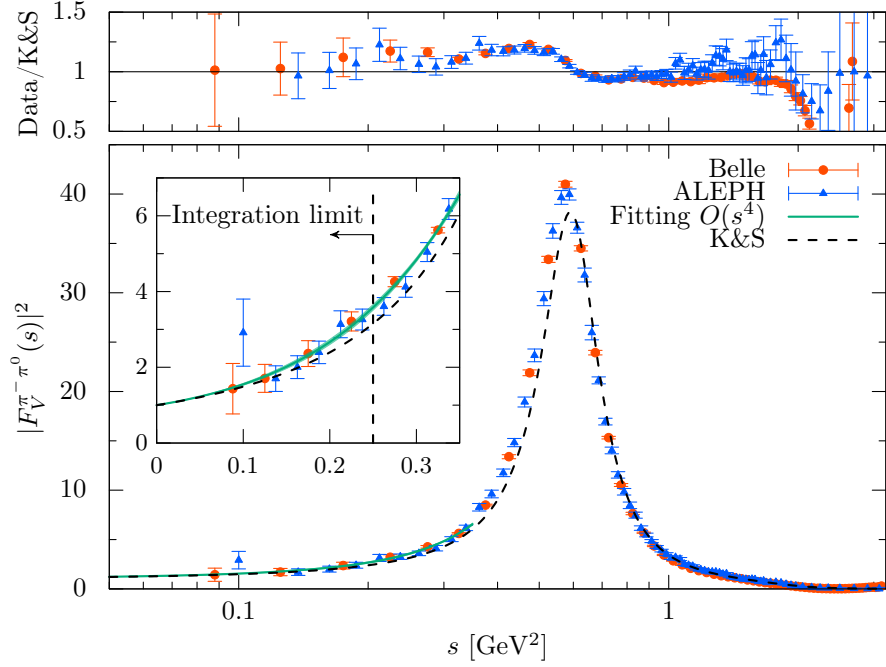 Data/K&S
1.5
1
0.5
|F_V^{π⁻π⁰}(s)|²
40
30
20
10
0
Belle
ALEPH
Fitting O(s⁴)
K&S
Integration limit
6
4
2
0
0
0.1
0.2
0.3
0.1
1
s [GeV²]